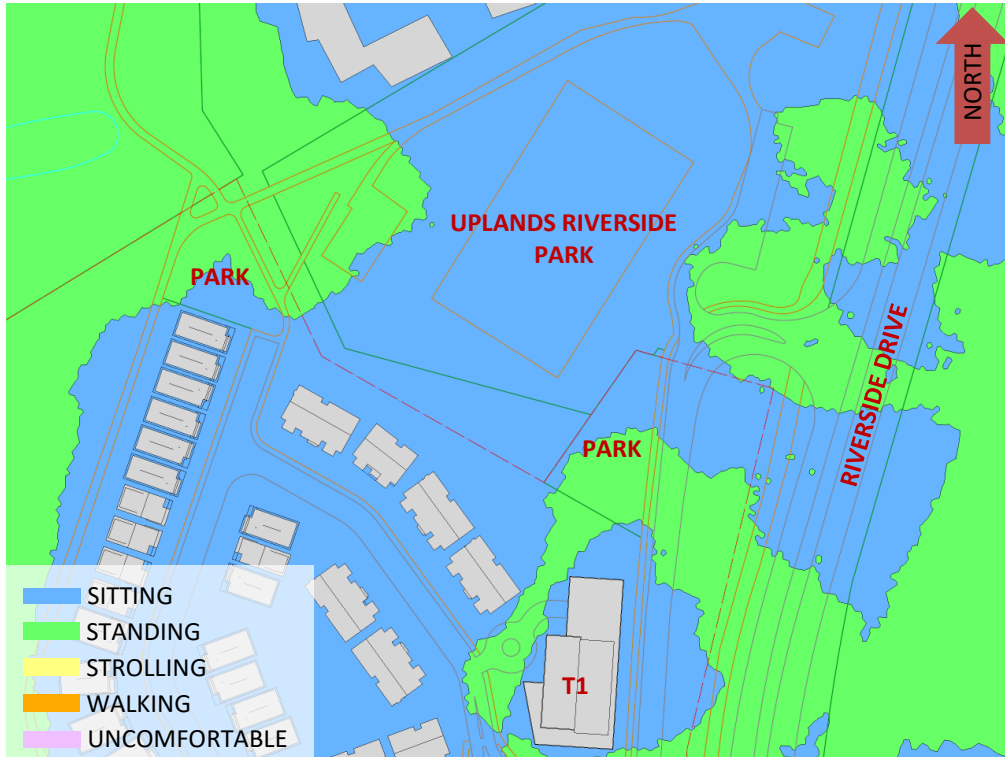 NORTH
UPLANDS RIVERSIDE
PARK
PARK
RIVERSIDE DRIVE
PARK
T1
SITTING
STANDING
STROLLING
WALKING
UNCOMFORTABLE